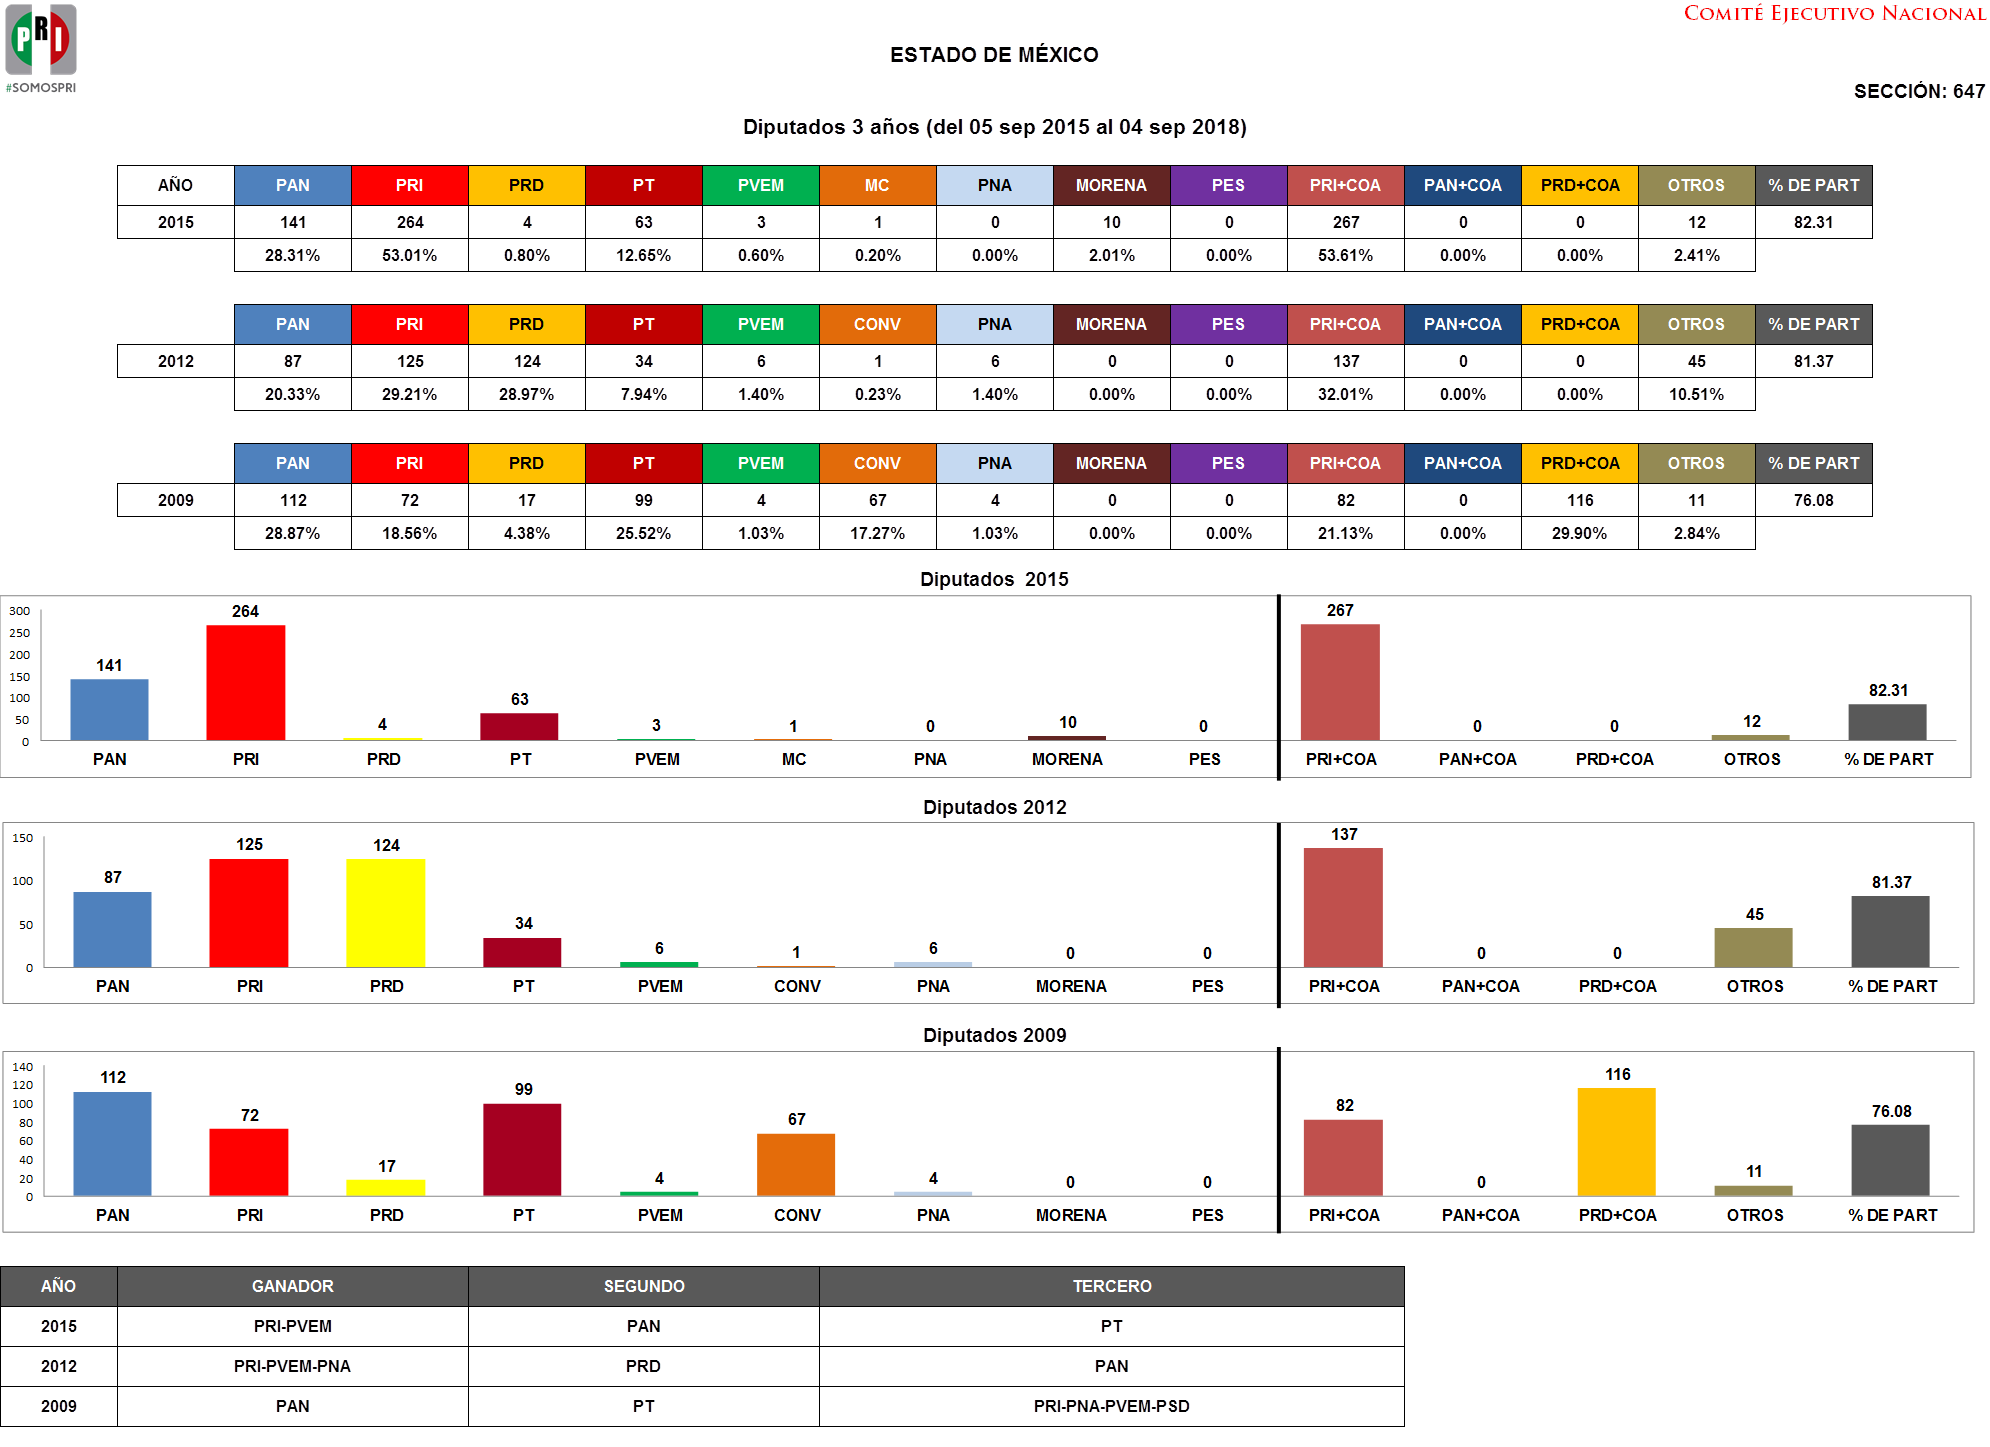 PRI
#SOMOSPRI
COMITÉ EJECUTIVO NACIONAL
ESTADO DE MÉXICO
SECCIÓN: 647
Diputados 3 años (del 05 sep 2015 al 04 sep 2018)
AÑO PAN PRI PRD PT PVEM MC PNA MORENA PES PRI+COA PAN+COA PRD+COA OTROS % DE PART
2015 141 264 4 63 3 1 0 10 0 267 0 0 12 82.31
28.31% 53.01% 0.80% 12.65% 0.60% 0.20% 0.00% 2.01% 0.00% 53.61% 0.00% 0.00% 2.41%
PAN PRI PRD PT PVEM CONV PNA MORENA PES PRI+COA PAN+COA PRD+COA OTROS % DE PART
2012 87 125 124 34 6 1 6 0 0 137 0 0 45 81.37
20.33% 29.21% 28.97% 7.94% 1.40% 0.23% 1.40% 0.00% 0.00% 32.01% 0.00% 0.00% 10.51%
PAN PRI PRD PT PVEM CONV PNA MORENA PES PRI+COA PAN+COA PRD+COA OTROS % DE PART
2009 112 72 17 99 4 67 4 0 0 82 0 116 11 76.08
28.87% 18.56% 4.38% 25.52% 1.03% 17.27% 1.03% 0.00% 0.00% 21.13% 0.00% 29.90% 2.84%
Diputados 2015
300
250
200
150
100
50
0
141 264 4 63 3 1 0 10 0 267 0 0 12 82.31
PAN PRI PRD PT PVEM MC PNA MORENA PES PRI+COA PAN+COA PRD+COA OTROS % DE PART
Diputados 2012
150
100
50
0
87 125 124 34 6 1 6 0 0 137 0 0 45 81.37
PAN PRI PRD PT PVEM CONV PNA MORENA PES PRI+COA PAN+COA PRD+COA OTROS % DE PART
Diputados 2009
140
120
100
80
60
40
20
0
112 72 17 99 4 67 4 0 0 82 0 116 11 76.08
PAN PRI PRD PT PVEM CONV PNA MORENA PES PRI+COA PAN+COA PRD+COA OTROS % DE PART
AÑO GANADOR SEGUNDO TERCERO
2015 PRI-PVEM PAN PT
2012 PRI-PVEM-PNA PRD PAN
2009 PAN PT PRI-PNA-PVEM-PSD